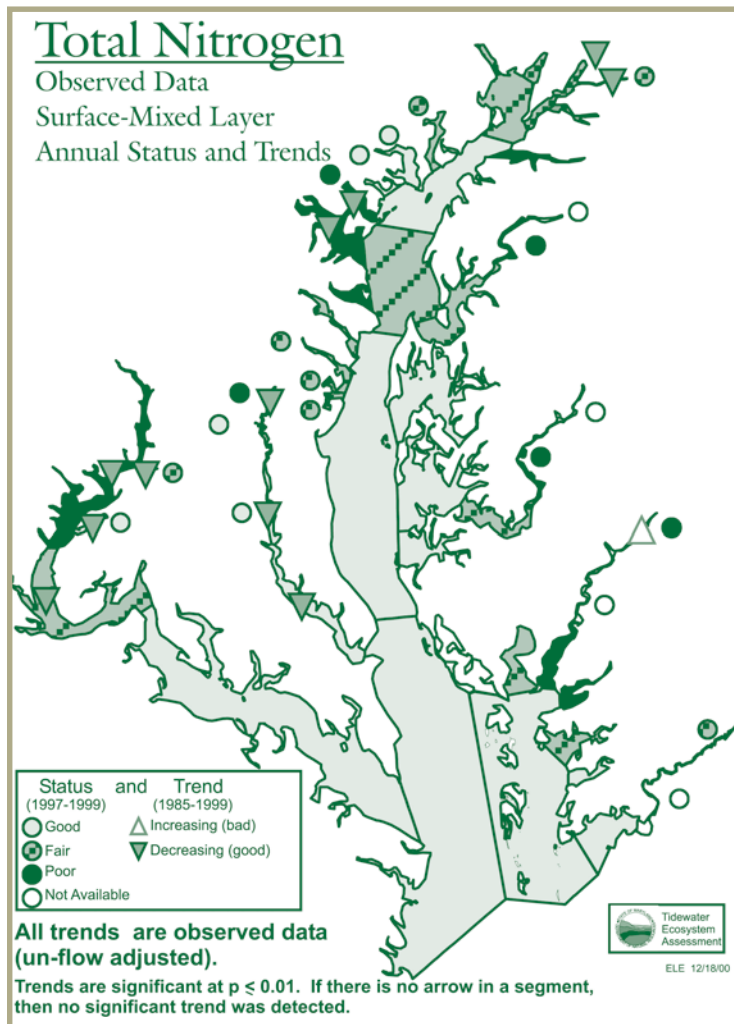 Total Nitrogen
Observed Data
Surface-Mixed Layer
Annual Status and Trends
Status and Trend
(1997-1999) (1985-1999)
Good
Increasing (bad)
Fair
Decreasing (good)
Poor
Not Available
All trends are observed data
(un-flow adjusted).
Trends are significant at p ≤ 0.01. If there is no arrow in a segment,
then no significant trend was detected.
Tidewater
Ecosystem
Assessment
ELE 12/18/00